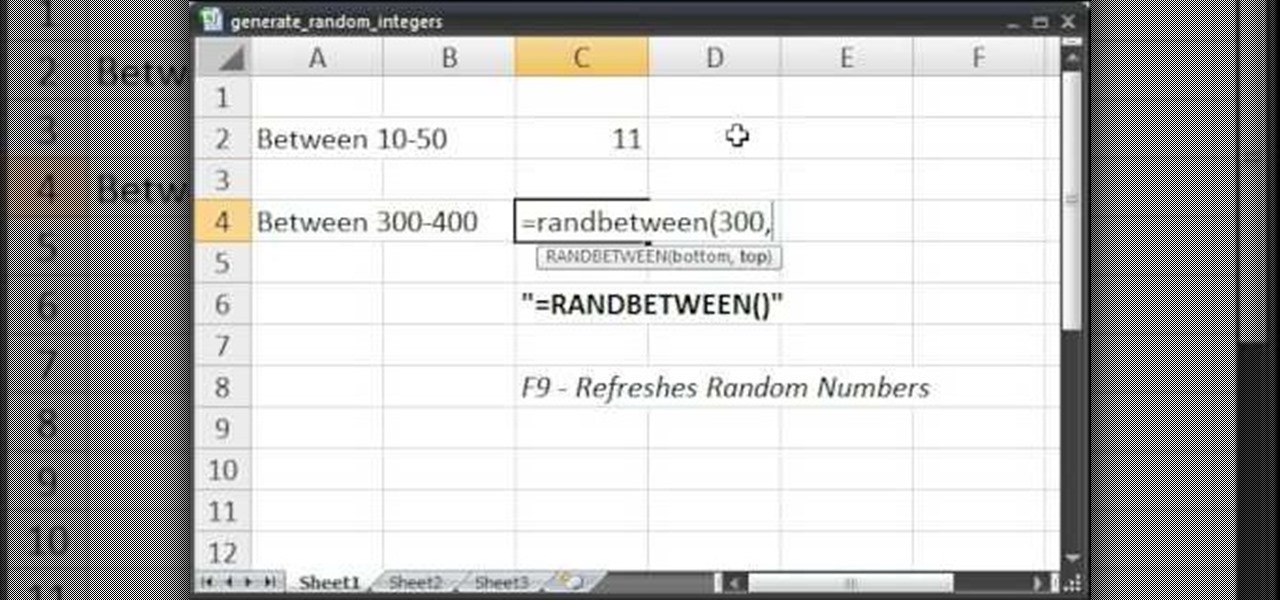 generate_random_integers
A B C D E F
1
2 Between 10-50 11
3
4 Between 300-400 =randbetween(300,
5 RANDBETWEEN(bottom, top)
6 "=RANDBETWEEN()"
7
8 F9 - Refreshes Random Numbers
9
10
11
12
Sheet1 Sheet2 Sheet3